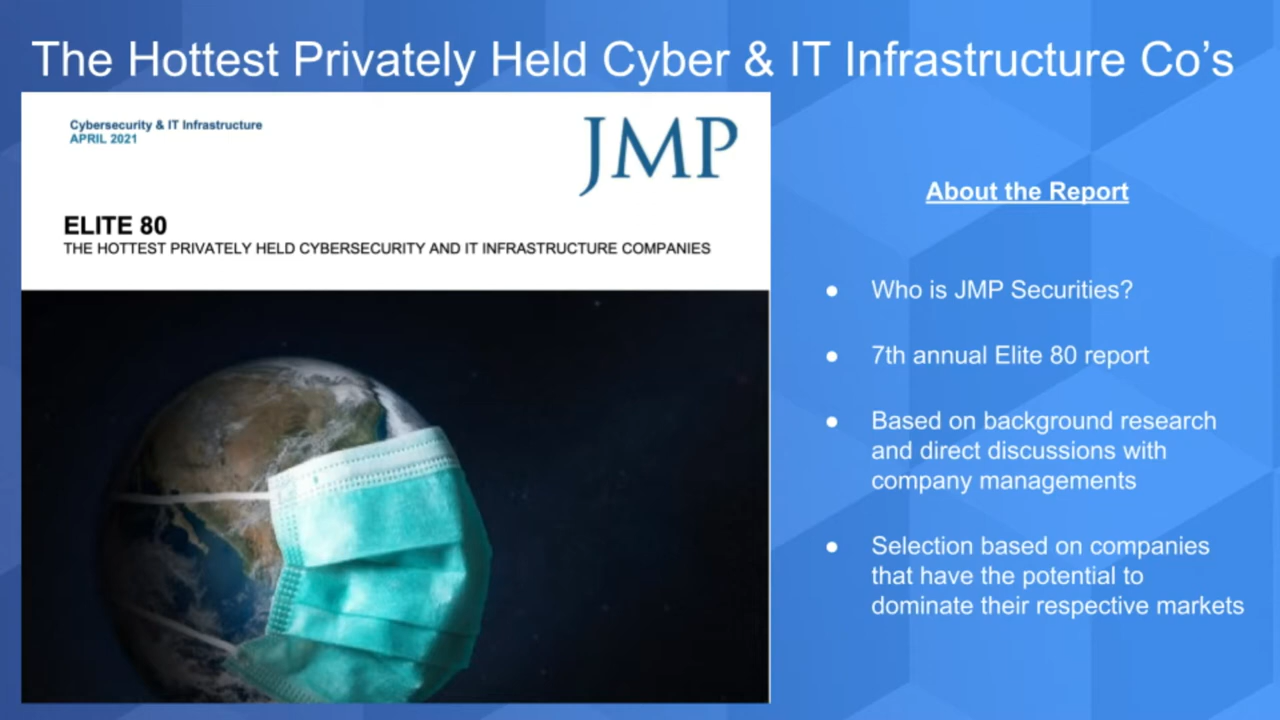 The Hottest Privately Held Cyber & IT Infrastructure Co's
Cybersecurity & IT Infrastructure
APRIL 2021
JMP
ELITE 80
THE HOTTEST PRIVATELY HELD CYBERSECURITY AND IT INFRASTRUCTURE COMPANIES
About the Report
● Who is JMP Securities?
● 7th annual Elite 80 report
● Based on background research
and direct discussions with
company managements
● Selection based on companies
that have the potential to
dominate their respective markets